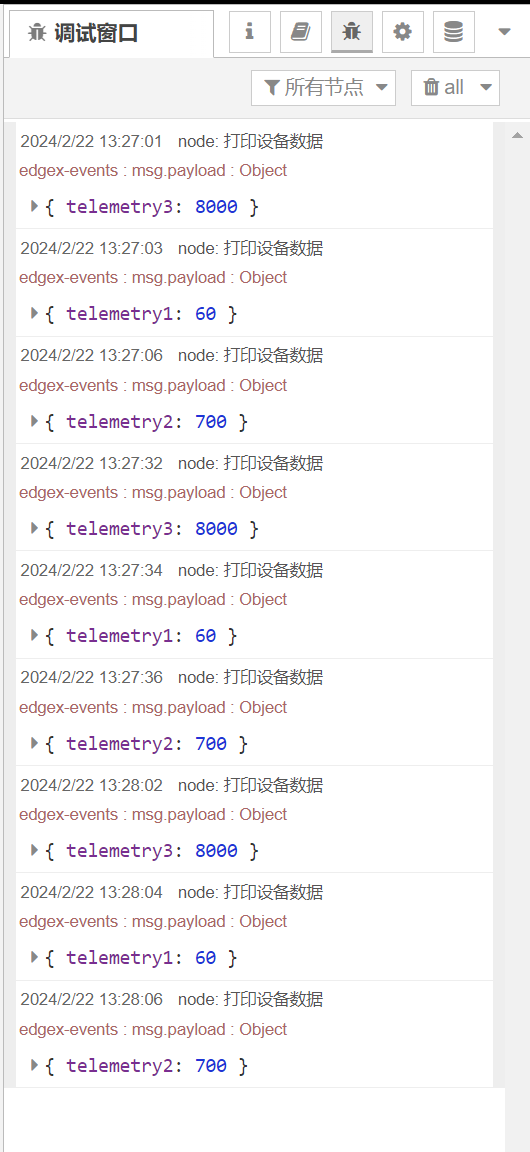 调试窗口
所有节点 all
2024/2/22 13:27:01 node: 打印设备数据
edgex-events : msg.payload : Object
{ telemetry3: 8000 }
2024/2/22 13:27:03 node: 打印设备数据
edgex-events : msg.payload : Object
{ telemetry1: 60 }
2024/2/22 13:27:06 node: 打印设备数据
edgex-events : msg.payload : Object
{ telemetry2: 700 }
2024/2/22 13:27:32 node: 打印设备数据
edgex-events : msg.payload : Object
{ telemetry3: 8000 }
2024/2/22 13:27:34 node: 打印设备数据
edgex-events : msg.payload : Object
{ telemetry1: 60 }
2024/2/22 13:27:36 node: 打印设备数据
edgex-events : msg.payload : Object
{ telemetry2: 700 }
2024/2/22 13:28:02 node: 打印设备数据
edgex-events : msg.payload : Object
{ telemetry3: 8000 }
2024/2/22 13:28:04 node: 打印设备数据
edgex-events : msg.payload : Object
{ telemetry1: 60 }
2024/2/22 13:28:06 node: 打印设备数据
edgex-events : msg.payload : Object
{ telemetry2: 700 }